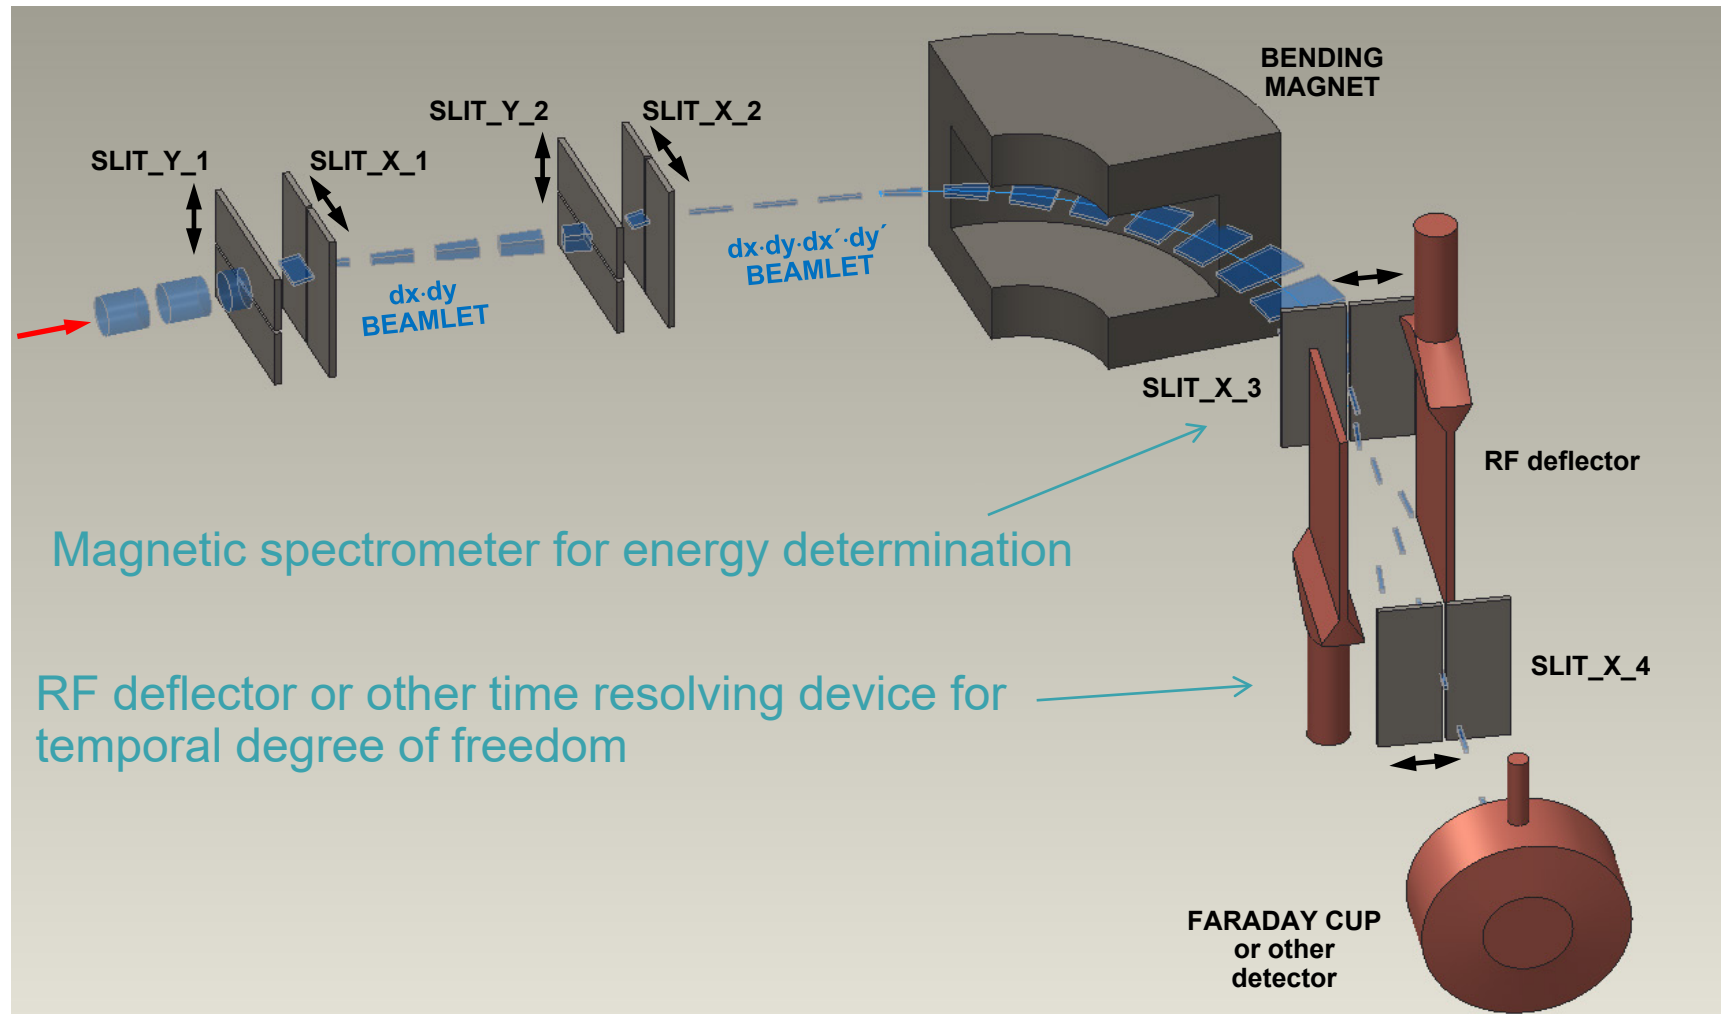 BENDING
MAGNET
SLIT_Y_2
SLIT_X_2
SLIT_Y_1
SLIT_X_1
dx·dy·dx´·dy´
BEAMLET
dx·dy
BEAMLET
SLIT_X_3
RF deflector
Magnetic spectrometer for energy determination
RF deflector or other time resolving device for
temporal degree of freedom
SLIT_X_4
FARADAY CUP
or other
detector